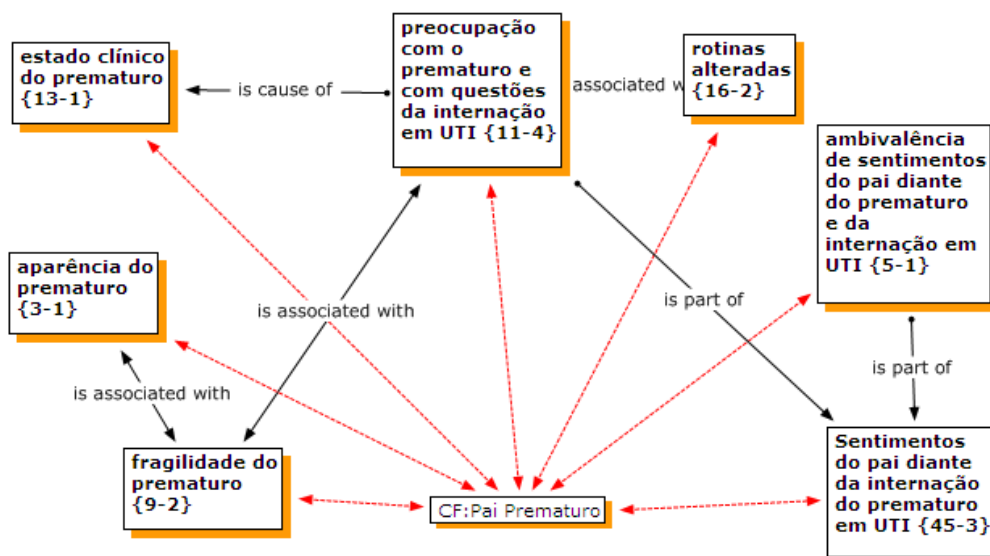 estado clínico
do prematuro
{13-1}
is cause of
preocupação
com o
prematuro e
com questões
da internação
em UTI {11-4}
associated
rotinas
alteradas
{16-2}
ambivalência
de sentimentos
do pai diante
do prematuro
e da
internação em
UTI {5-1}
aparência do
prematuro
{3-1}
is associated with
is part of
is part of
is associated with
fragilidade do
prematuro
{9-2}
CF:Pai Prematuro
Sentimentos
do pai diante
da internação
do prematuro
em UTI {45-3}